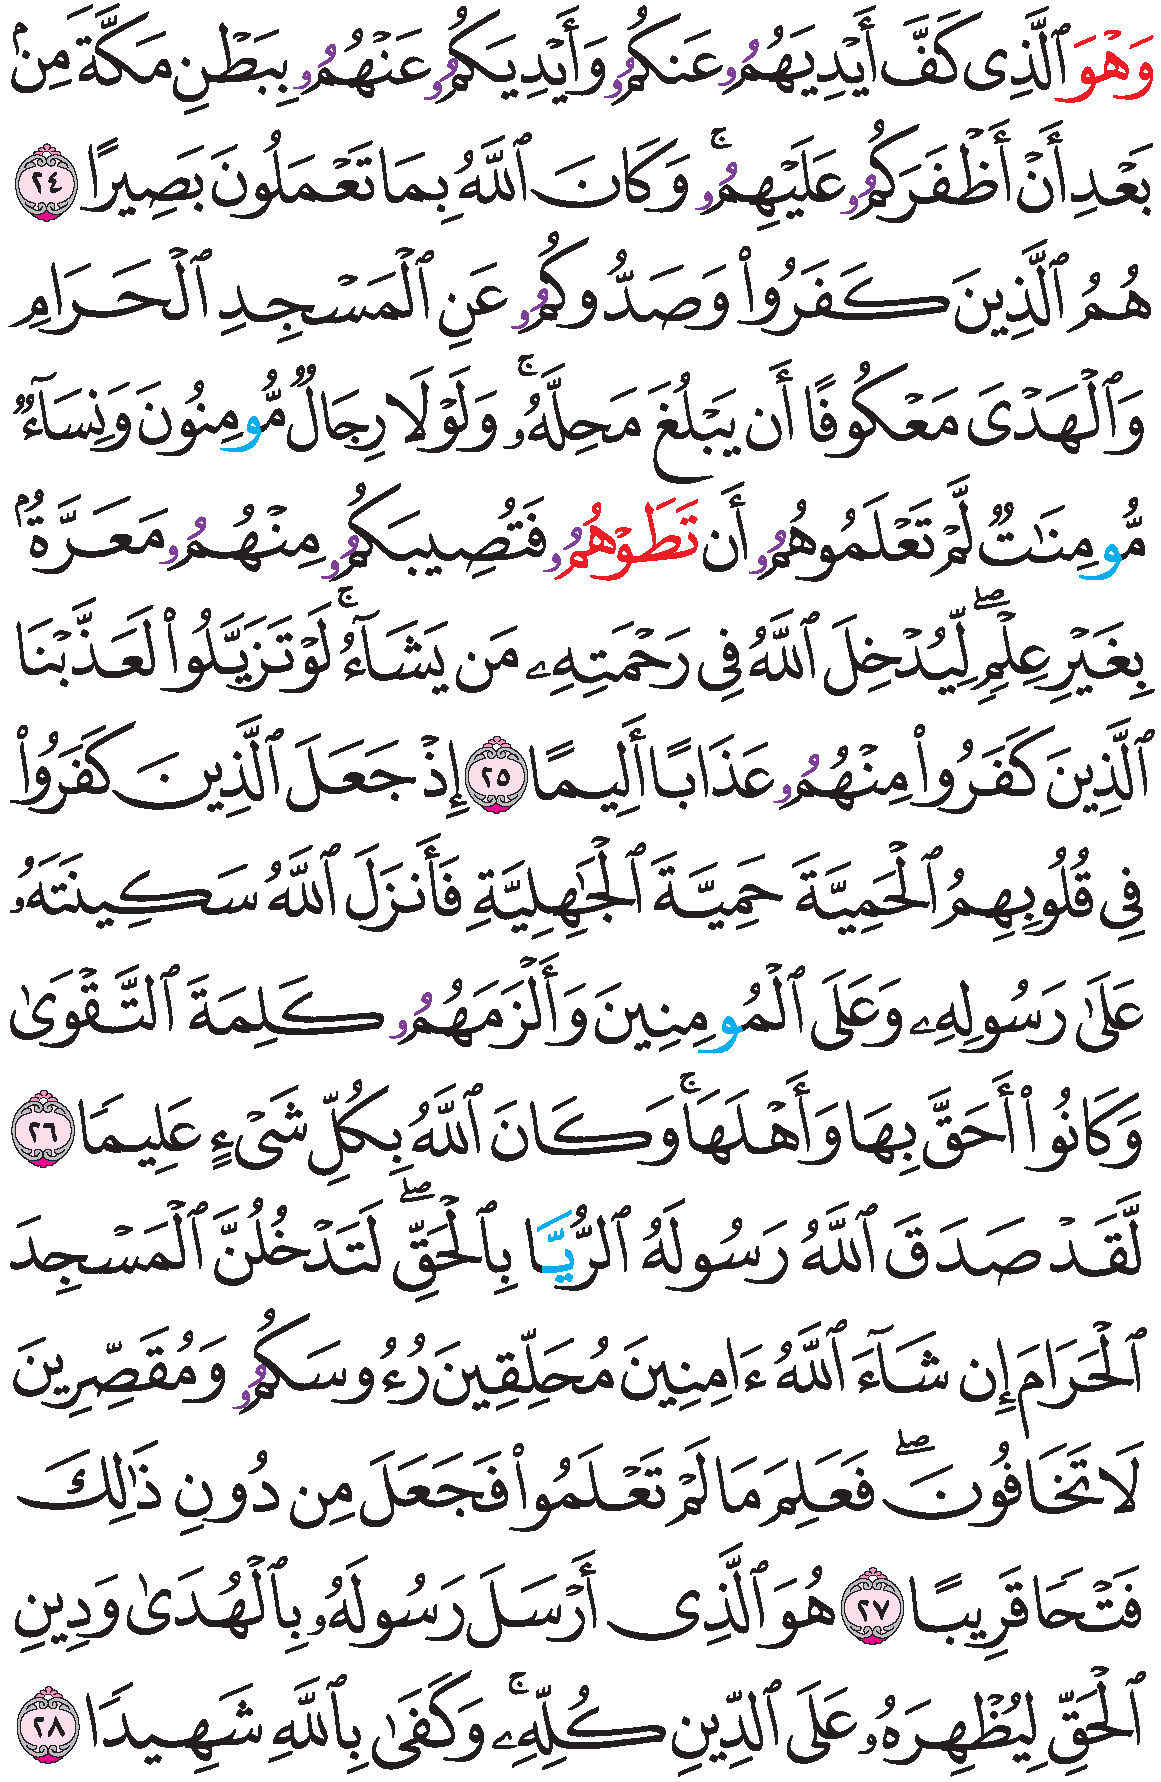 وَهْوَ ٱلَّذِى كَفَّ أَيْدِيَهُمُۥ عَنكُمُۥ وَأَيْدِيَكُمُۥ عَنْهُمُۥ بِبَطْنِ مَكَّةَ مِنۢ
بَعْدِ أَنْ أَظْفَرَكُمُۥ عَلَيْهِمُۥۚ وَكَانَ ٱللَّهُ بِمَا تَعْمَلُونَ بَصِيرًا ٢٤
هُمُ ٱلَّذِينَ كَفَرُوا۟ وَصَدُّوكُمُۥ عَنِ ٱلْمَسْجِدِ ٱلْحَرَامِ
وَٱلْهَدْىَ مَعْكُوفًا أَن يَبْلُغَ مَحِلَّهُۥۚ وَلَوْلَا رِجَالٌ مُّومِنُونَ وَنِسَآءٌ
مُّومِنَٰتٌ لَّمْ تَعْلَمُوهُمُۥ أَن تَطَوْهُمُۥ فَتُصِيبَكُمُۥ مِنْهُمُۥ مَعَرَّةٌۢ
بِغَيْرِ عِلْمٍۖ لِّيُدْخِلَ ٱللَّهُ فِى رَحْمَتِهِۦ مَن يَشَآءُۚ لَوْ تَزَيَّلُوا۟ لَعَذَّبْنَا
ٱلَّذِينَ كَفَرُوا۟ مِنْهُمُۥ عَذَابًا أَلِيمًا ٢٥ إِذْ جَعَلَ ٱلَّذِينَ كَفَرُوا۟
فِى قُلُوبِهِمُ ٱلْحَمِيَّةَ حَمِيَّةَ ٱلْجَٰهِلِيَّةِ فَأَنزَلَ ٱللَّهُ سَكِينَتَهُۥ
عَلَىٰ رَسُولِهِۦ وَعَلَى ٱلْمُومِنِينَ وَأَلْزَمَهُمُۥ كَلِمَةَ ٱلتَّقْوَىٰ
وَكَانُوا۟ أَحَقَّ بِهَا وَأَهْلَهَاۚ وَكَانَ ٱللَّهُ بِكُلِّ شَىْءٍ عَلِيمًا ٢٦
لَّقَدْ صَدَقَ ٱللَّهُ رَسُولَهُ ٱلرُّيَّا بِٱلْحَقِّۖ لَتَدْخُلُنَّ ٱلْمَسْجِدَ
ٱلْحَرَامَ إِن شَآءَ ٱللَّهُ ءَامِنِينَ مُحَلِّقِينَ رُءُوسَكُمُۥ وَمُقَصِّرِينَ
لَا تَخَافُونَۖ فَعَلِمَ مَا لَمْ تَعْلَمُوا۟ فَجَعَلَ مِن دُونِ ذَٰلِكَ
فَتْحًا قَرِيبًا ٢٧ هُوَ ٱلَّذِى أَرْسَلَ رَسُولَهُۥ بِٱلْهُدَىٰ وَدِينِ
ٱلْحَقِّ لِيُظْهِرَهُۥ عَلَى ٱلدِّينِ كُلِّهِۦۚ وَكَفَىٰ بِٱللَّهِ شَهِيدًا ٢٨